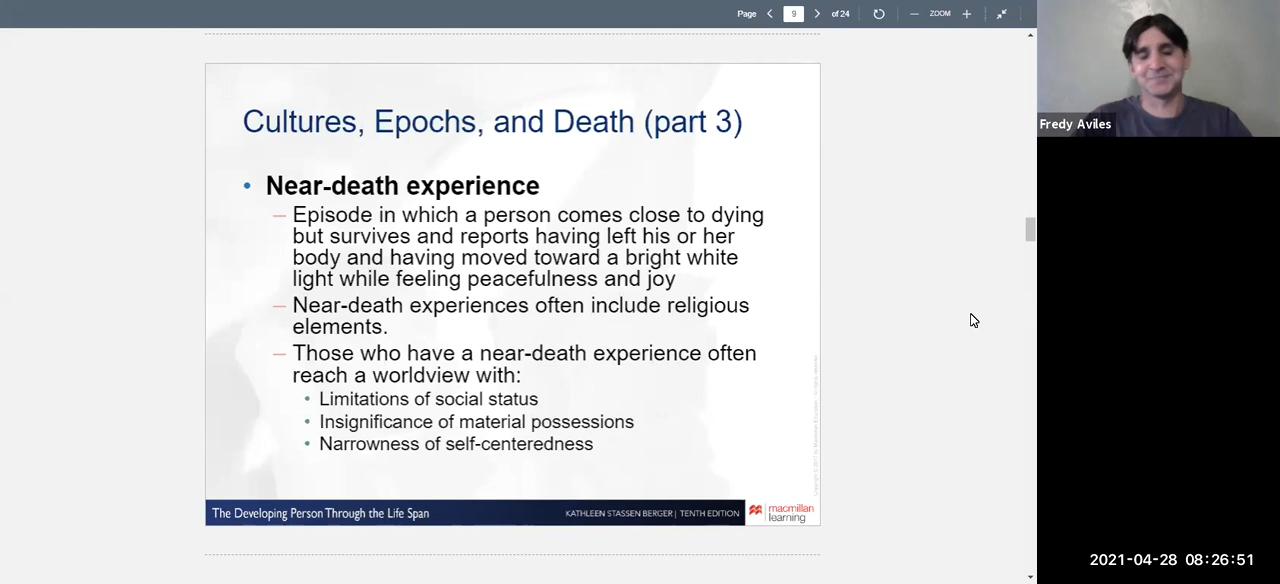 Page 9 of 24 ZOOM
Cultures, Epochs, and Death (part 3)
Fredy Aviles
• Near-death experience
— Episode in which a person comes close to dying
but survives and reports having left his or her
body and having moved toward a bright white
light while feeling peacefulness and joy
— Near-death experiences often include religious
elements.
— Those who have a near-death experience often
reach a worldview with:
• Limitations of social status
• Insignificance of material possessions
• Narrowness of self-centeredness
The Developing Person Through the Life Span
KATHLEEN STASSEN BERGER | TENTH EDITION
macmillan
learning
2021-04-28 08:26:51